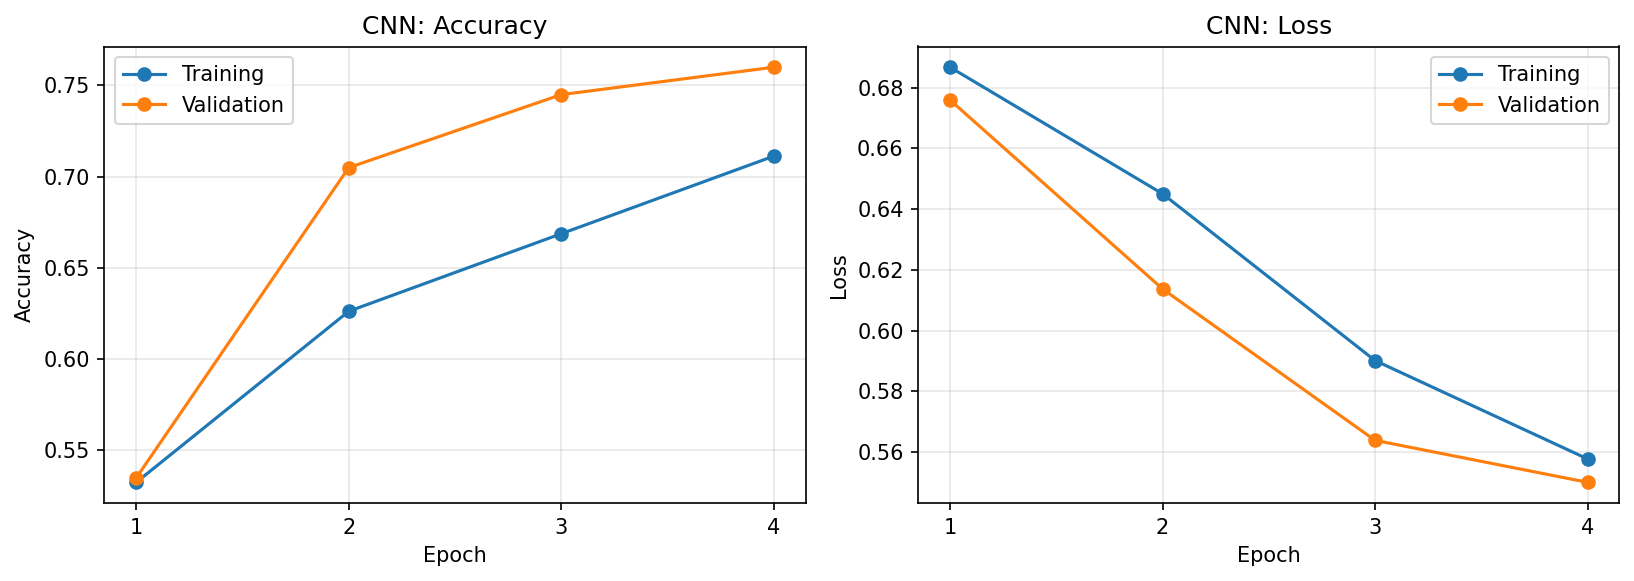 CNN: Accuracy
Training
Validation
0.75
0.70
0.65
0.60
0.55
Accuracy
1 2 3 4
Epoch
CNN: Loss
Training
Validation
0.68
0.66
0.64
0.62
0.60
0.58
0.56
Loss
1 2 3 4
Epoch